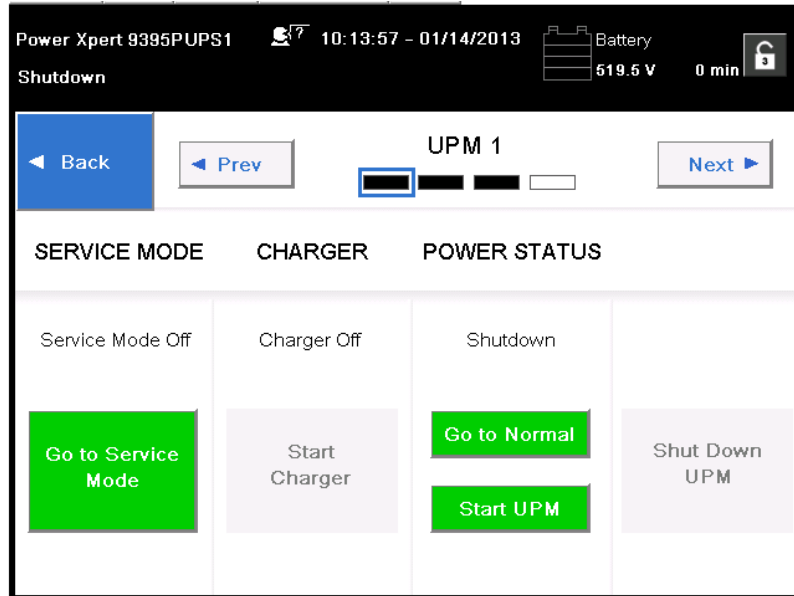 Power Xpert 9395PUPS1 ? 10:13:57 - 01/14/2013 Battery
Shutdown 519.5 V 0 min 3
◄ Back ◄ Prev UPM 1 Next ►
SERVICE MODE CHARGER POWER STATUS
Service Mode Off Charger Off Shutdown
Go to Service
Mode
Start
Charger
Go to Normal
Start UPM
Shut Down
UPM